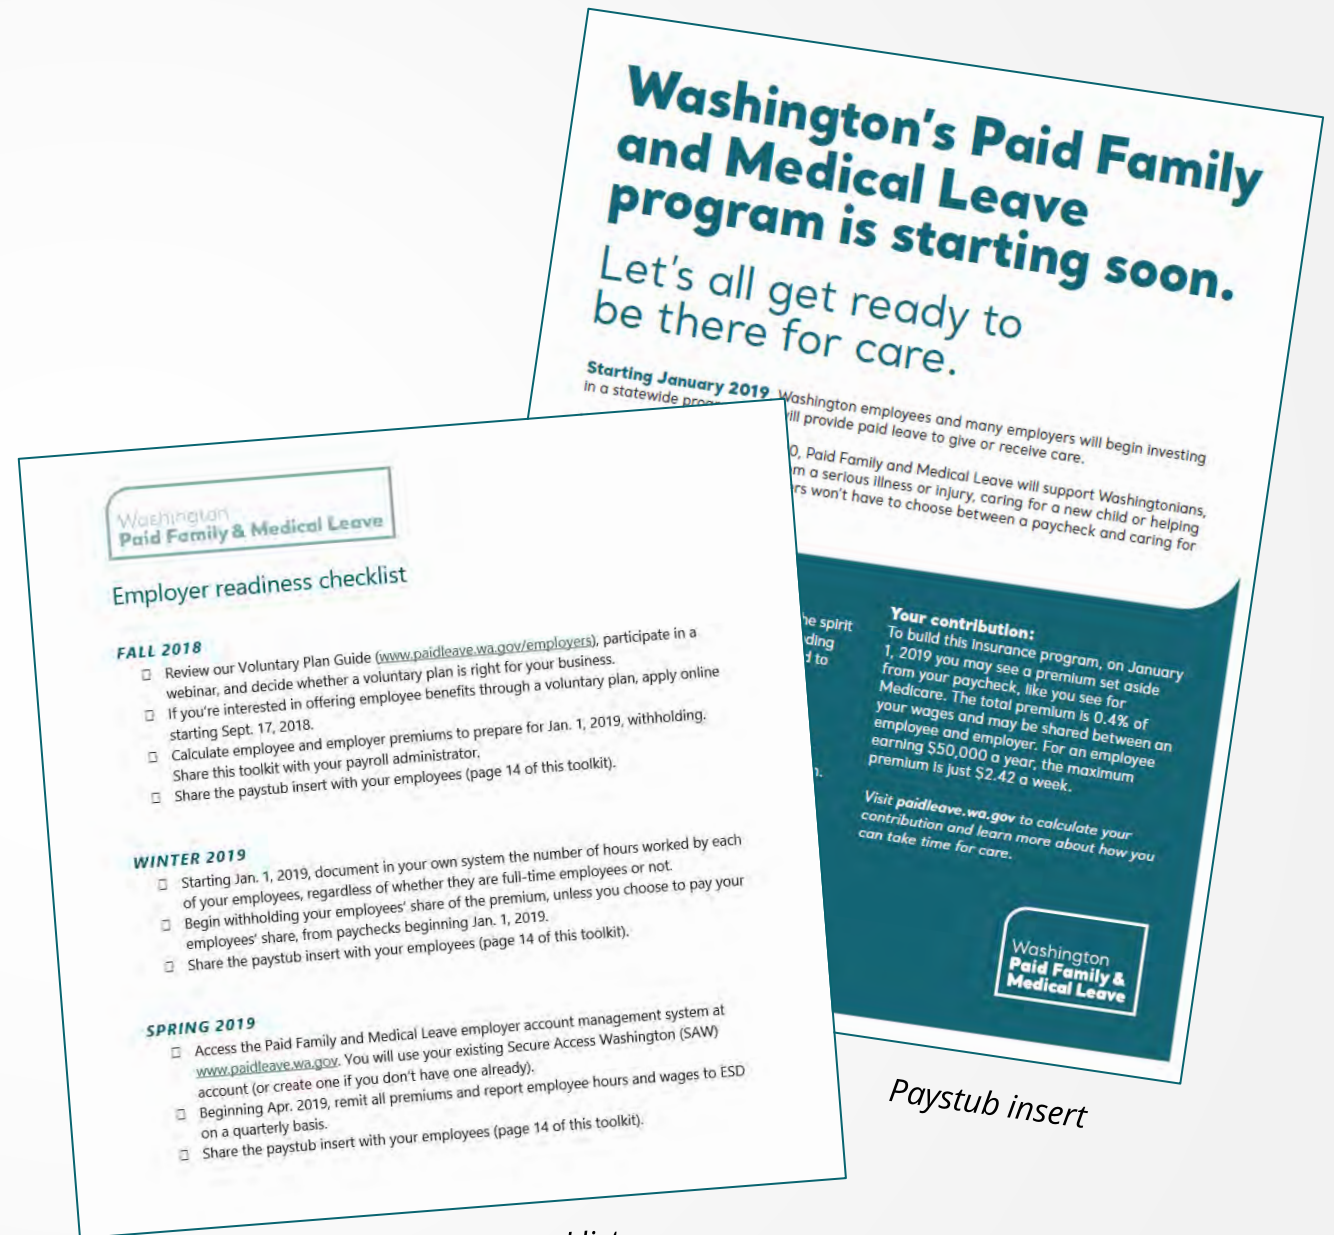 Washington's Paid Family
and Medical Leave
program is starting soon.
Let's all get ready to
be there for care.
Starting January 2019, Washington employees and many employers will begin investing
in a statewide will provide paid leave to give or receive care.
Paid Family and Medical Leave will support Washingtonians,
a serious illness or injury, caring for a new child or helping
won't have to choose between a paycheck and caring for
spirit
to
Your contribution:
To build this insurance program, on January
1, 2019 you may see a premium set aside
from your paycheck, like you see for
Medicare. The total premium is 0.4% of
your wages and may be shared between an
employee and employer. For an employee
earning $50,000 a year, the maximum
premium is just $2.42 a week.
Visit paidleave.wa.gov to calculate your
contribution and learn more about how you
can take time for care.
Washington
Paid Family &
Medical Leave
Paystub insert
Washington
Paid Family & Medical Leave
Employer readiness checklist
FALL 2018
Review our Voluntary Plan Guide (www.paidleave.wa.gov/employers), participate in a
webinar, and decide whether a voluntary plan is right for your business.
If you're interested in offering employee benefits through a voluntary plan, apply online
starting Sept. 17, 2018.
Calculate employee and employer premiums to prepare for Jan. 1, 2019, withholding.
Share this toolkit with your payroll administrator.
Share the paystub insert with your employees (page 14 of this toolkit).
WINTER 2019
Starting Jan. 1, 2019, document in your own system the number of hours worked by each
of your employees, regardless of whether they are full-time employees or not.
Begin withholding your employees' share of the premium, unless you choose to pay your
employees' share, from paychecks beginning Jan. 1, 2019.
Share the paystub insert with your employees (page 14 of this toolkit).
SPRING 2019
Access the Paid Family and Medical Leave employer account management system at
www.paidleave.wa.gov. You will use your existing Secure Access Washington (SAW)
account (or create one if you don't have one already).
Beginning Apr. 2019, remit all premiums and report employee hours and wages to ESD
on a quarterly basis.
Share the paystub insert with your employees (page 14 of this toolkit).